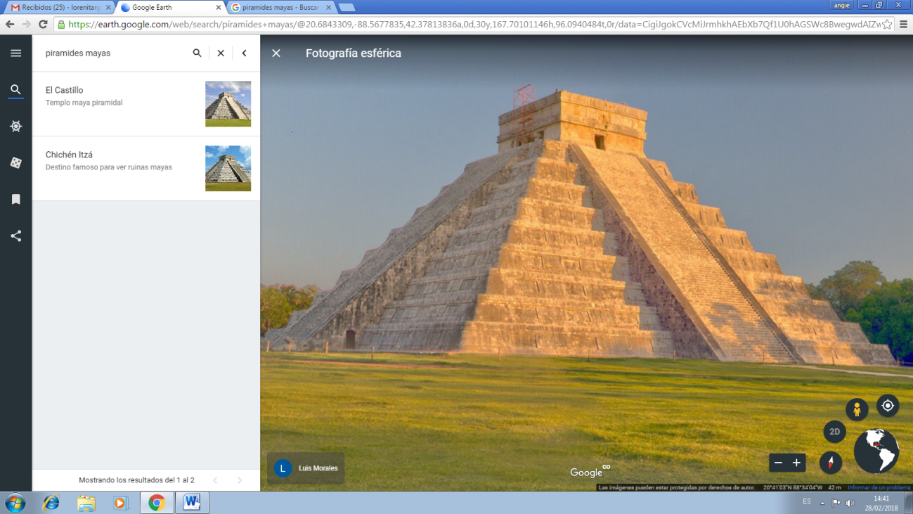 Recibidos (25) - lorenitar
Google Earth
piramides mayas - Buscar
angie
https://earth.google.com/web/search/piramides+mayas/@20.6843309,-88.5677835,42.37813836a,0d,30y,167.70101146h,96.0940484t,0r/data=
piramides mayas
Fotografía esférica
El Castillo
Templo maya piramidal
Chichén Itzá
Destino famoso para ver ruinas mayas
2D
L Luis Morales
Google
Mostrando los resultados del 1 al 2
Las imágenes pueden estar protegidas por derechos de autor. 20°41'03"N 88°34'04"W 42 m Informar de un problema
ES
14:41
28/02/2018